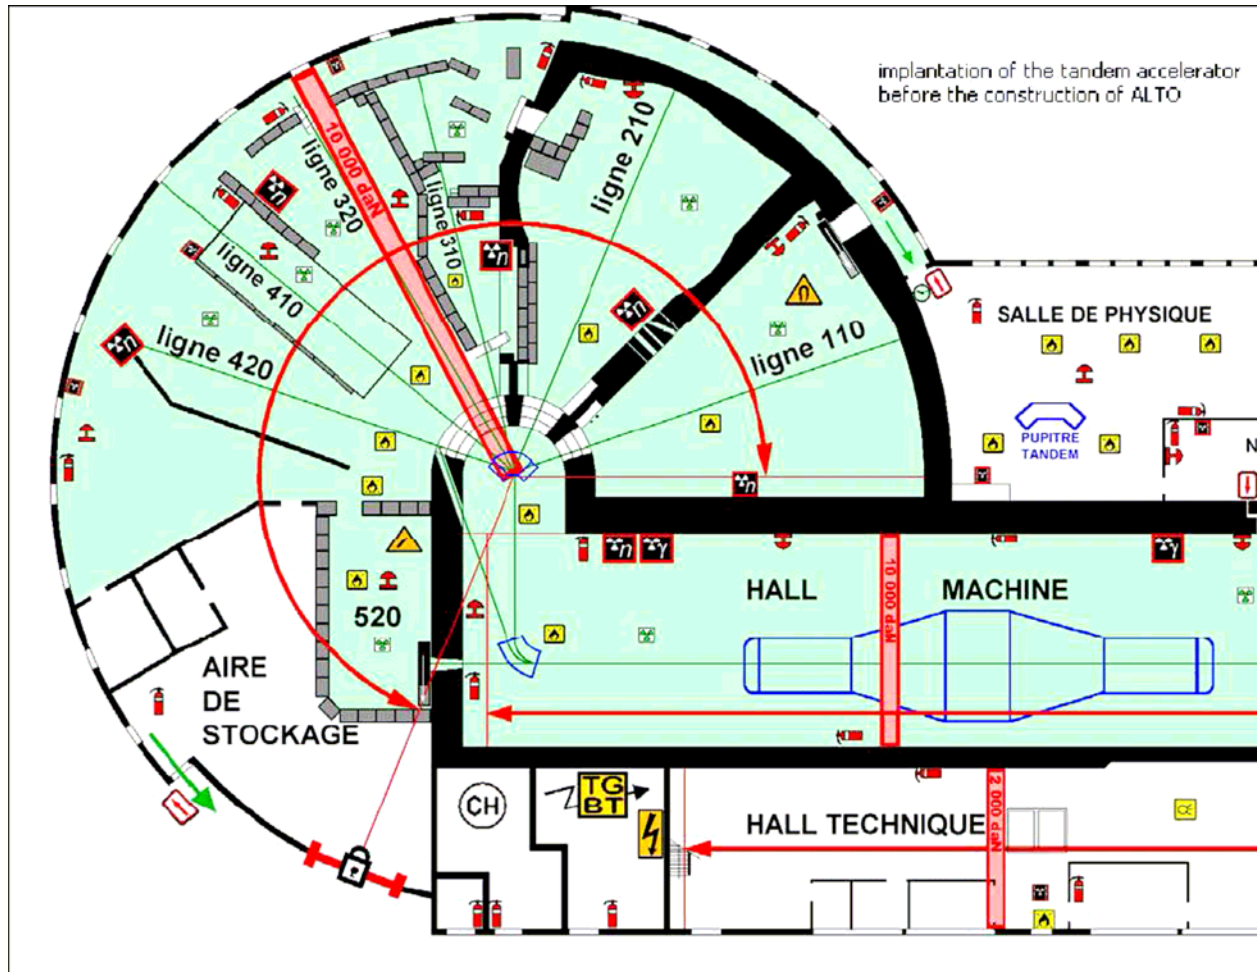 implantation of the tandem accelerator
before the construction of ALTO
10 000 daN
ligne 210
ligne 320
ligne 310
n
n
n
ligne 410
ligne 110
SALLE DE PHYSIQUE
n
ligne 420
PUPITRE
TANDEM
N
n
n
γ
γ
10 000 daN
HALL
MACHINE
520
AIRE
DE
STOCKAGE
CH
TG
BT
HALL TECHNIQUE
2 000 daN